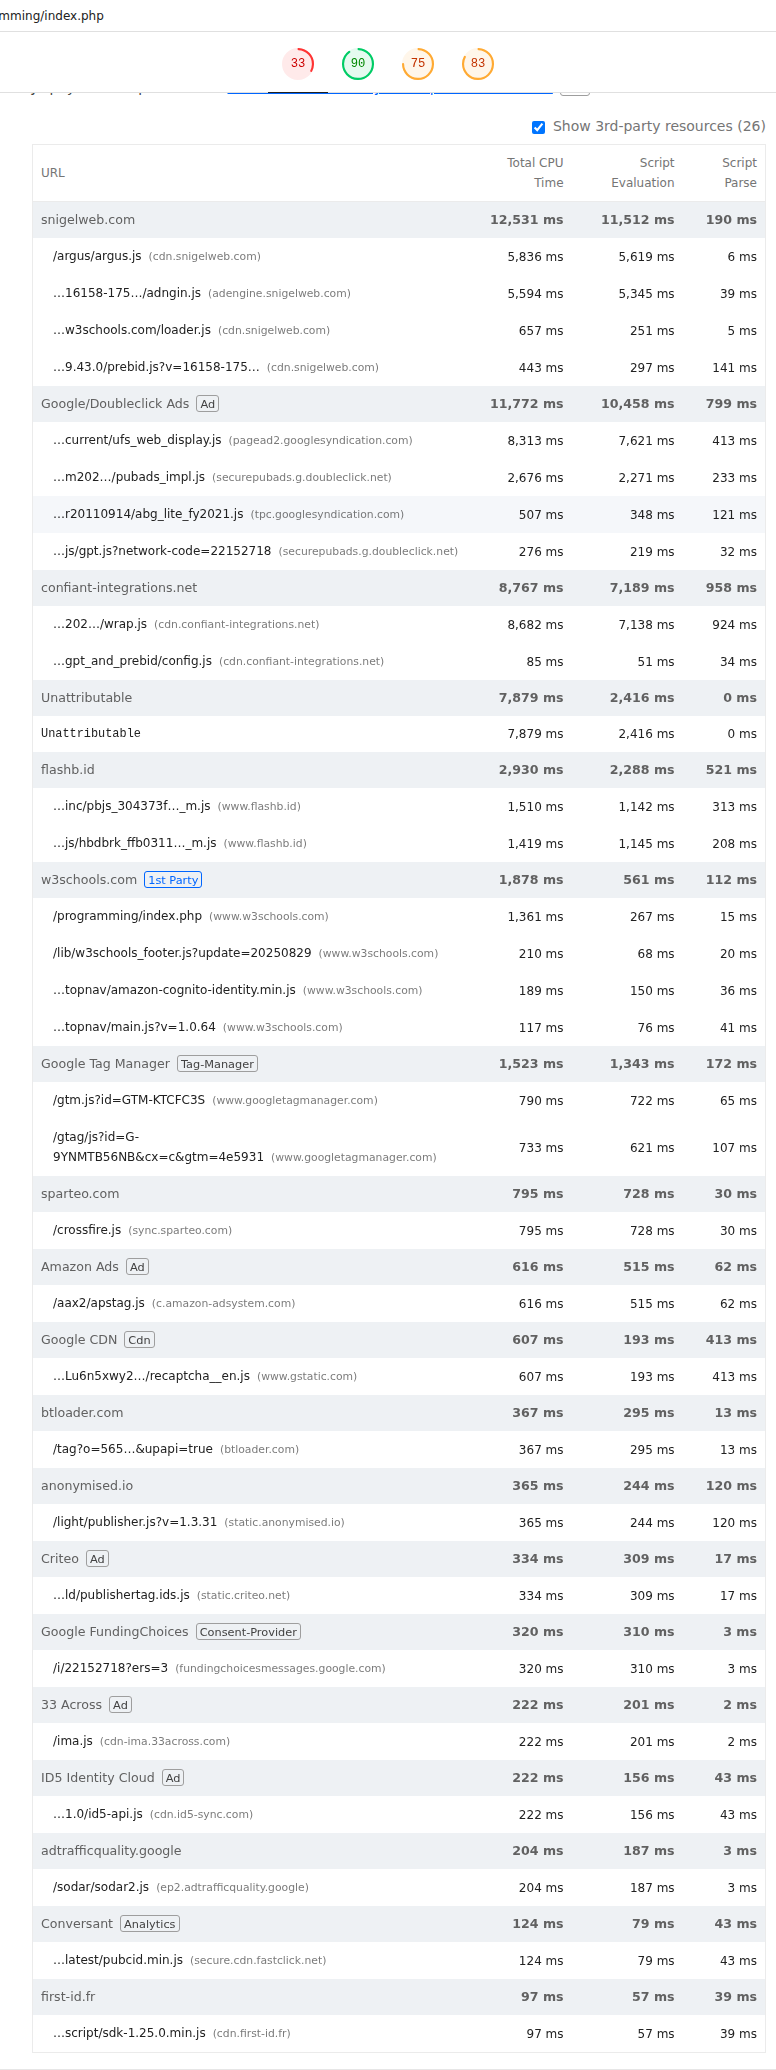 mming/index.php
33 90 75 83
Show 3rd-party resources (26)
URL Total CPU Time Script Evaluation Script Parse
snigelweb.com 12,531 ms 11,512 ms 190 ms
/argus/argus.js (cdn.snigelweb.com) 5,836 ms 5,619 ms 6 ms
…16158-175…/adngin.js (adengine.snigelweb.com) 5,594 ms 5,345 ms 39 ms
…w3schools.com/loader.js (cdn.snigelweb.com) 657 ms 251 ms 5 ms
…9.43.0/prebid.js?v=16158-175… (cdn.snigelweb.com) 443 ms 297 ms 141 ms
Google/Doubleclick Ads Ad 11,772 ms 10,458 ms 799 ms
…current/ufs_web_display.js (pagead2.googlesyndication.com) 8,313 ms 7,621 ms 413 ms
…m202…/pubads_impl.js (securepubads.g.doubleclick.net) 2,676 ms 2,271 ms 233 ms
…r20110914/abg_lite_fy2021.js (tpc.googlesyndication.com) 507 ms 348 ms 121 ms
…js/gpt.js?network-code=22152718 (securepubads.g.doubleclick.net) 276 ms 219 ms 32 ms
confiant-integrations.net 8,767 ms 7,189 ms 958 ms
…202…/wrap.js (cdn.confiant-integrations.net) 8,682 ms 7,138 ms 924 ms
…gpt_and_prebid/config.js (cdn.confiant-integrations.net) 85 ms 51 ms 34 ms
Unattributable 7,879 ms 2,416 ms 0 ms
Unattributable 7,879 ms 2,416 ms 0 ms
flashb.id 2,930 ms 2,288 ms 521 ms
…inc/pbjs_304373f…_m.js (www.flashb.id) 1,510 ms 1,142 ms 313 ms
…js/hbdbrk_ffb0311…_m.js (www.flashb.id) 1,419 ms 1,145 ms 208 ms
w3schools.com 1st Party 1,878 ms 561 ms 112 ms
/programming/index.php (www.w3schools.com) 1,361 ms 267 ms 15 ms
/lib/w3schools_footer.js?update=20250829 (www.w3schools.com) 210 ms 68 ms 20 ms
…topnav/amazon-cognito-identity.min.js (www.w3schools.com) 189 ms 150 ms 36 ms
…topnav/main.js?v=1.0.64 (www.w3schools.com) 117 ms 76 ms 41 ms
Google Tag Manager Tag-Manager 1,523 ms 1,343 ms 172 ms
/gtm.js?id=GTM-KTCFC3S (www.googletagmanager.com) 790 ms 722 ms 65 ms
/gtag/js?id=G-
9YNMTB56NB&cx=c&gtm=4e5931 (www.googletagmanager.com) 733 ms 621 ms 107 ms
sparteo.com 795 ms 728 ms 30 ms
/crossfire.js (sync.sparteo.com) 795 ms 728 ms 30 ms
Amazon Ads Ad 616 ms 515 ms 62 ms
/aax2/apstag.js (c.amazon-adsystem.com) 616 ms 515 ms 62 ms
Google CDN Cdn 607 ms 193 ms 413 ms
…Lu6n5xwy2…/recaptcha__en.js (www.gstatic.com) 607 ms 193 ms 413 ms
btloader.com 367 ms 295 ms 13 ms
/tag?o=565…&upapi=true (btloader.com) 367 ms 295 ms 13 ms
anonymised.io 365 ms 244 ms 120 ms
/light/publisher.js?v=1.3.31 (static.anonymised.io) 365 ms 244 ms 120 ms
Criteo Ad 334 ms 309 ms 17 ms
…ld/publishertag.ids.js (static.criteo.net) 334 ms 309 ms 17 ms
Google FundingChoices Consent-Provider 320 ms 310 ms 3 ms
/i/22152718?ers=3 (fundingchoicesmessages.google.com) 320 ms 310 ms 3 ms
33 Across Ad 222 ms 201 ms 2 ms
/ima.js (cdn-ima.33across.com) 222 ms 201 ms 2 ms
ID5 Identity Cloud Ad 222 ms 156 ms 43 ms
…1.0/id5-api.js (cdn.id5-sync.com) 222 ms 156 ms 43 ms
adtrafficquality.google 204 ms 187 ms 3 ms
/sodar/sodar2.js (ep2.adtrafficquality.google) 204 ms 187 ms 3 ms
Conversant Analytics 124 ms 79 ms 43 ms
…latest/pubcid.min.js (secure.cdn.fastclick.net) 124 ms 79 ms 43 ms
first-id.fr 97 ms 57 ms 39 ms
…script/sdk-1.25.0.min.js (cdn.first-id.fr) 97 ms 57 ms 39 ms